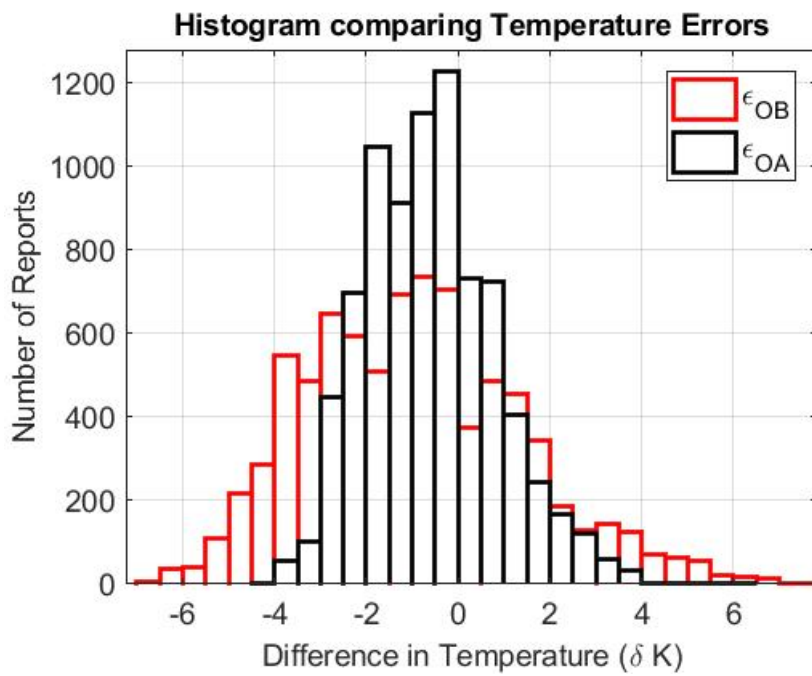 Histogram comparing Temperature Errors
1200
1000
800
600
400
200
0
Number of Reports
ϵOB
ϵOA
-6 -4 -2 0 2 4 6
Difference in Temperature (δ K)